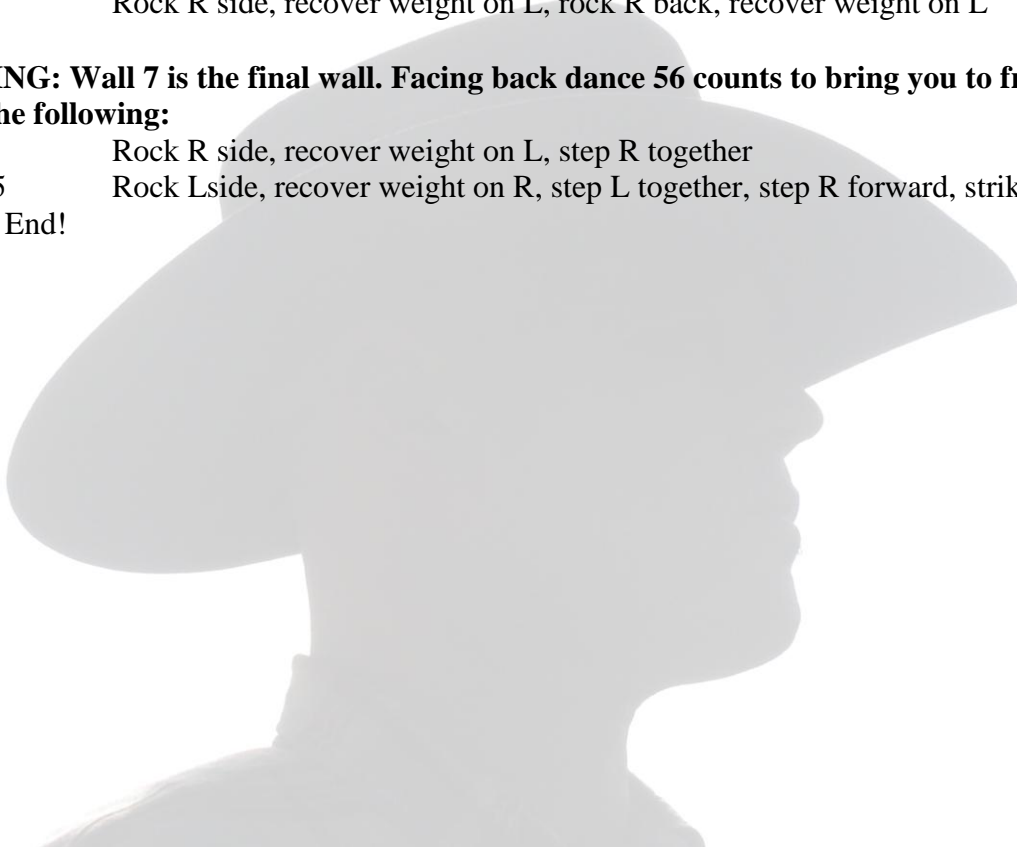 Rock R side, recover weight on L, rock R back, recover weight on L
NG: Wall 7 is the final wall. Facing back dance 56 counts to bring you to fr
he following:
Rock R side, recover weight on L, step R together
5 Rock Lside, recover weight on R, step L together, step R forward, strik
End!